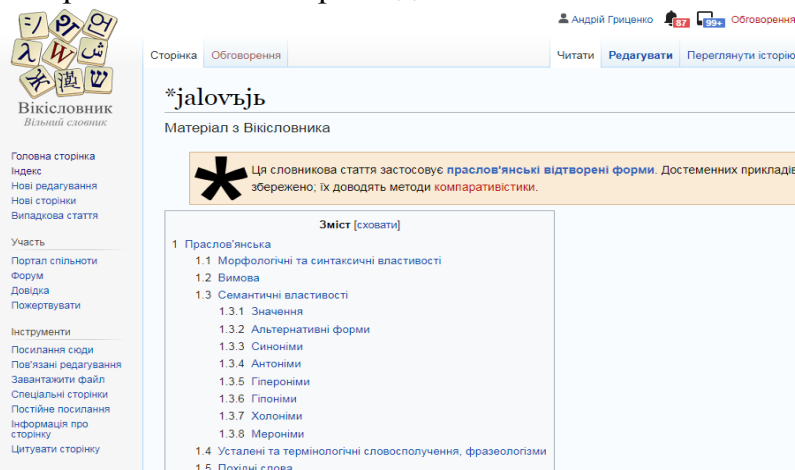 Андрій Гриценко 87 99+ Обговорення
Сторінка Обговорення Читати Редагувати Переглянути історію
Вікісловник
Вільний словник
*jalovъjь
Матеріал з Вікісловника
Ця словникова стаття застосовує праслов'янські відтворені форми. Достеменних прикладів
збережено; їх доводять методи компаративістики.
Головна сторінка
Індекс
Нові редагування
Нові сторінки
Випадкова стаття
Участь
Портал спільноти
Форум
Довідка
Пожертвувати
Інструменти
Посилання сюди
Пов'язані редагування
Завантажити файл
Спеціальні сторінки
Постійне посилання
Інформація про
сторінку
Цитувати сторінку
Зміст [сховати]
1 Праслов'янська
1.1 Морфологічні та синтаксичні властивості
1.2 Вимова
1.3 Семантичні властивості
1.3.1 Значення
1.3.2 Альтернативні форми
1.3.3 Синоніми
1.3.4 Антоніми
1.3.5 Гіпероніми
1.3.6 Гіпоніми
1.3.7 Холоніми
1.3.8 Мероніми
1.4 Усталені та термінологічні словосполучення, фразеологізми
1.5 Похідні слова